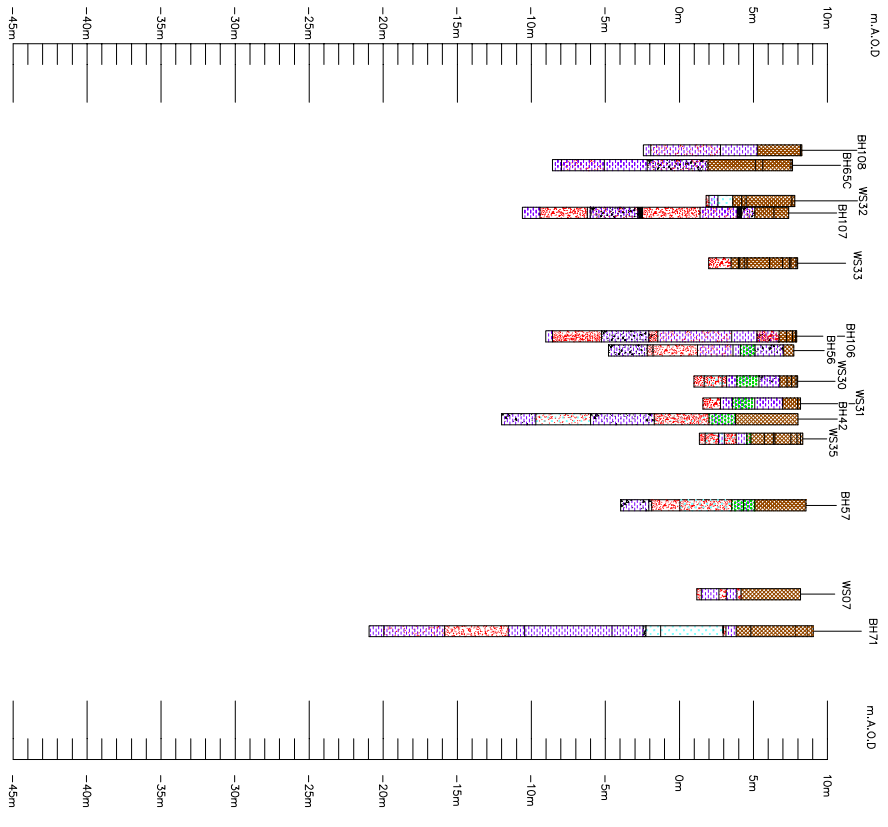 m.A.O.D
10m
5m
0m
-5m
-10m
-15m
-20m
-25m
-30m
-35m
-40m
-45m
BH108
BH65C
WS32
BH107
WS33
BH106
BH56
WS30
WS31
BH42
WS35
BH57
WS07
BH71
m.A.O.D
10m
5m
0m
-5m
-10m
-15m
-20m
-25m
-30m
-35m
-40m
-45m